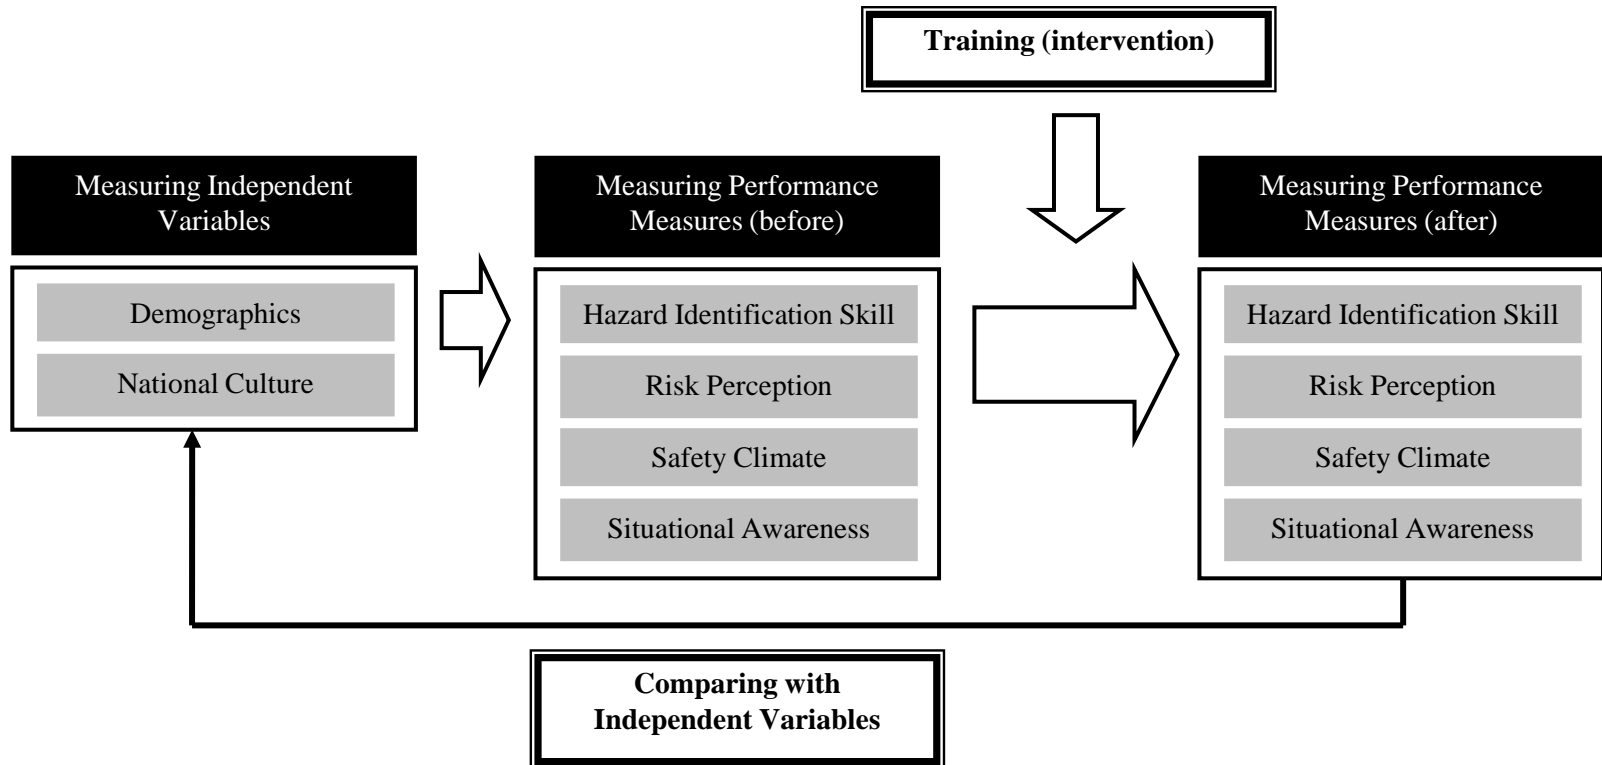 Training (intervention)
Measuring Independent
Variables
Demographics
National Culture
Measuring Performance
Measures (before)
Hazard Identification Skill
Risk Perception
Safety Climate
Situational Awareness
Measuring Performance
Measures (after)
Hazard Identification Skill
Risk Perception
Safety Climate
Situational Awareness
Comparing with
Independent Variables